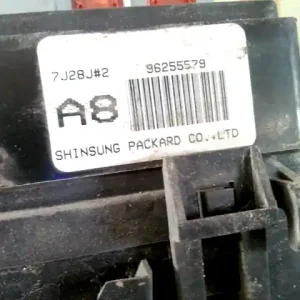 7J28J#2 96255579
A8
SHINSUNG PACKARD CO.,LTD